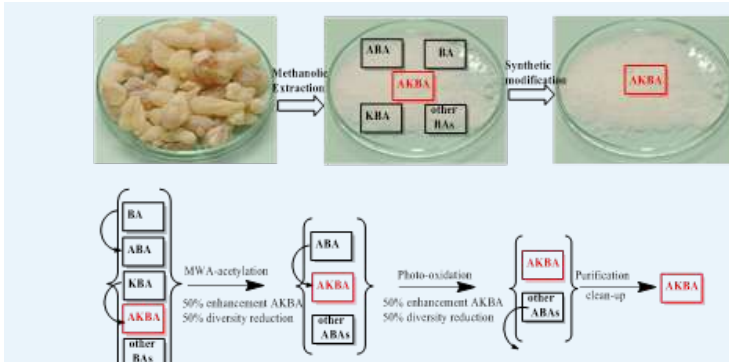 Methanolic
Extraction
ABA
BA
AKBA
KBA
other
BAs
Synthetic
modification
AKBA
BA
ABA
KBA
AKBA
other
BAs
MWA-acetylation
50% enhancement AKBA
50% diversity reduction
ABA
AKBA
other
ABAs
Photo-oxidation
50% enhancement AKBA
50% diversity reduction
AKBA
other
ABAs
Purification
clean-up
AKBA